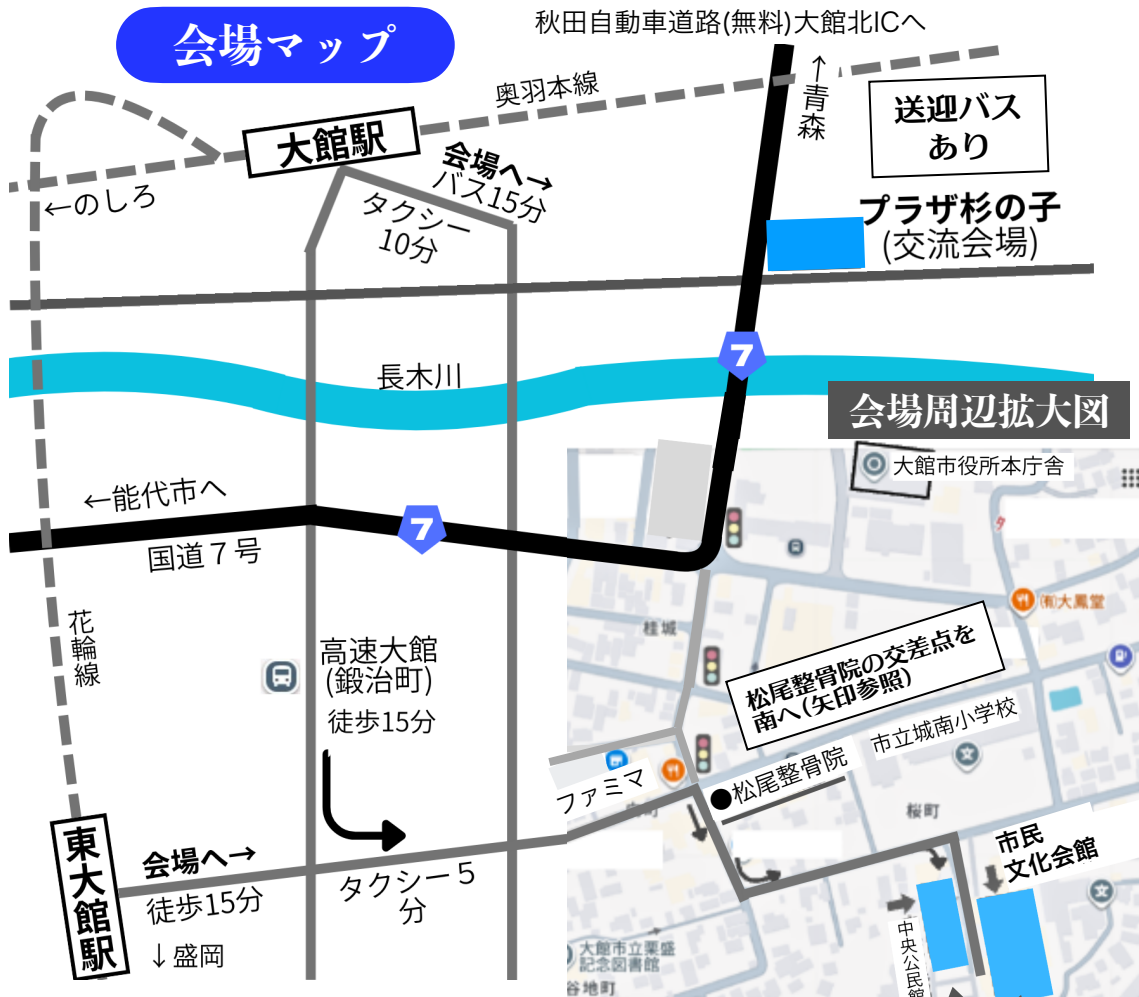 会場マップ
秋田自動車道路(無料)大館北ICへ
奥羽本線
↑青森
送迎バス
あり
大館駅
会場へ→
バス15分
タクシー
10分
←のしろ
プラザ杉の子
(交流会場)
7
長木川
会場周辺拡大図
大館市役所本庁舎
←能代市へ
7
国道７号
花輪線
高速大館
(鍛治町)
徒歩15分
桂城
㈲大鳳堂
松尾整骨院の交差点を
南へ(矢印参照)
市立城南小学校
ファミマ
松尾整骨院
桜町
市民
文化会館
東大館駅
会場へ→
徒歩15分
タクシー５
分
↓盛岡
中央公民館
大館市立栗盛
記念図書館
谷地町